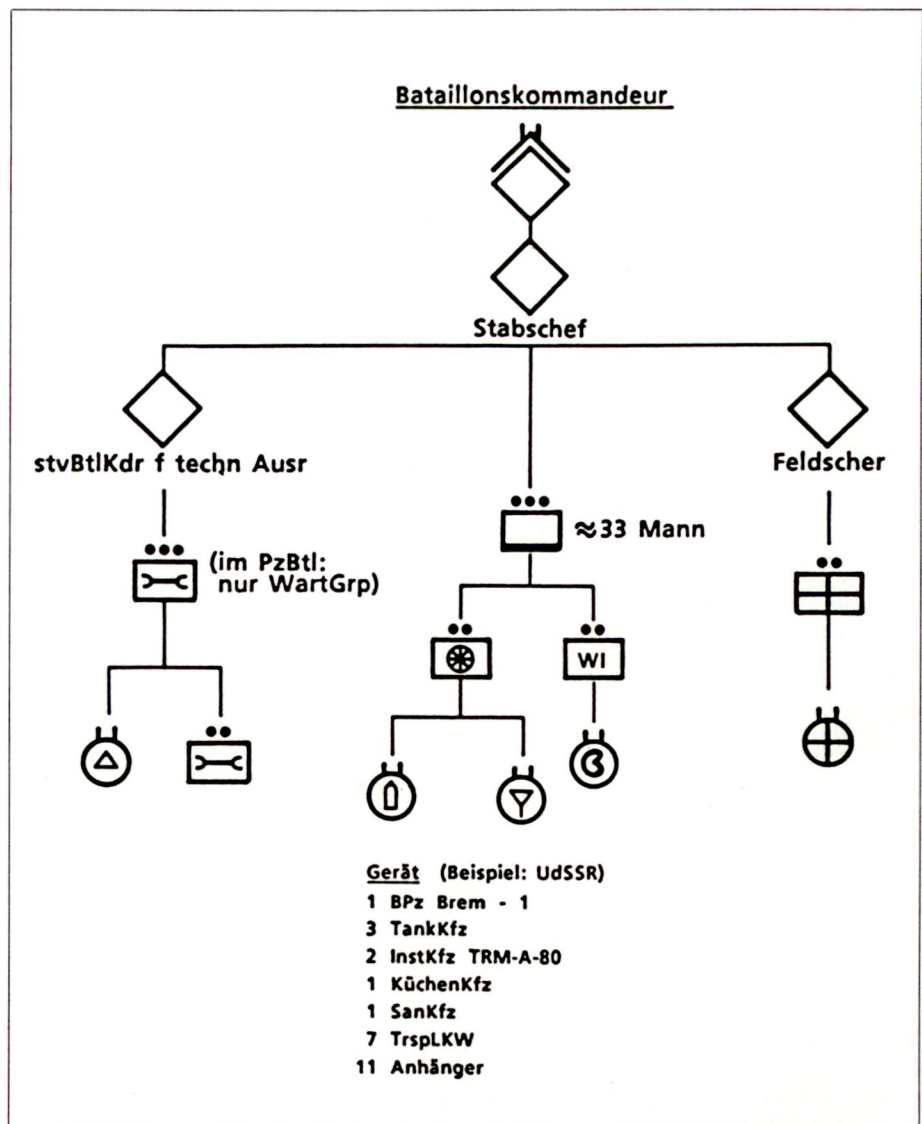 Bataillonskommandeur
Stabschef
stvBtlKdr f techn Ausr
Feldscher
≈33 Mann
(im PzBtl:
nur WartGrp)
WI
Gerät (Beispiel: UdSSR)
1 BPz Brem - 1
3 TankKfz
2 InstKfz TRM-A-80
1 KüchenKfz
1 SanKfz
7 TrspLKW
11 Anhänger